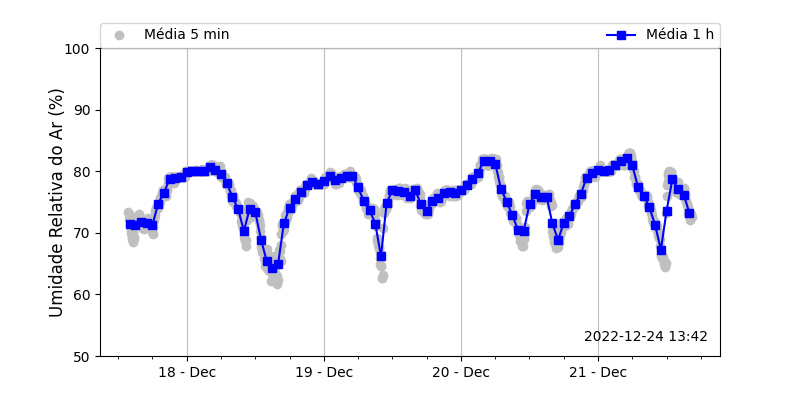 Média 5 min
Média 1 h
Umidade Relativa do Ar (%)
100
90
80
70
60
50
2022-12-24 13:42
18 - Dec
19 - Dec
20 - Dec
21 - Dec